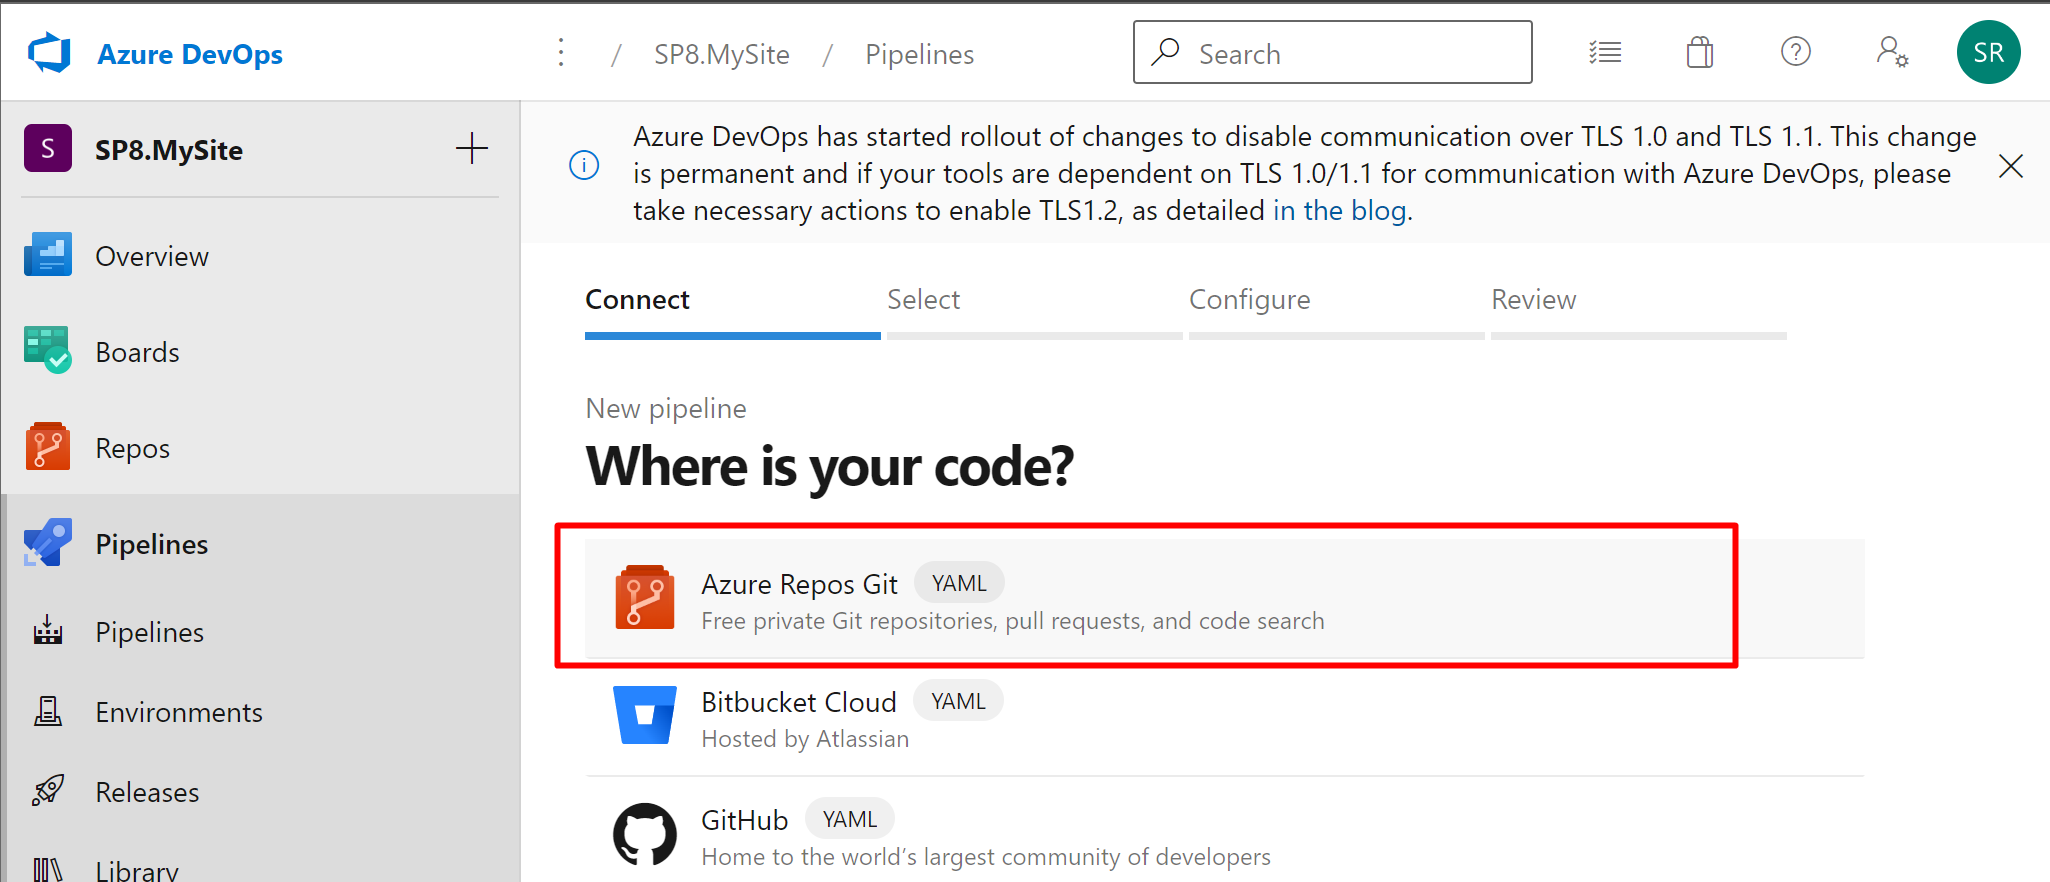 Azure DevOps
/ SP8.MySite / Pipelines
Search
SR
S SP8.MySite
Overview
Boards
Repos
Pipelines
Pipelines
Environments
Releases
Library
Azure DevOps has started rollout of changes to disable communication over TLS 1.0 and TLS 1.1. This change
is permanent and if your tools are dependent on TLS 1.0/1.1 for communication with Azure DevOps, please
take necessary actions to enable TLS1.2, as detailed in the blog.
Connect Select Configure Review
New pipeline
Where is your code?
Azure Repos Git YAML
Free private Git repositories, pull requests, and code search
Bitbucket Cloud YAML
Hosted by Atlassian
GitHub YAML
Home to the world’s largest community of developers